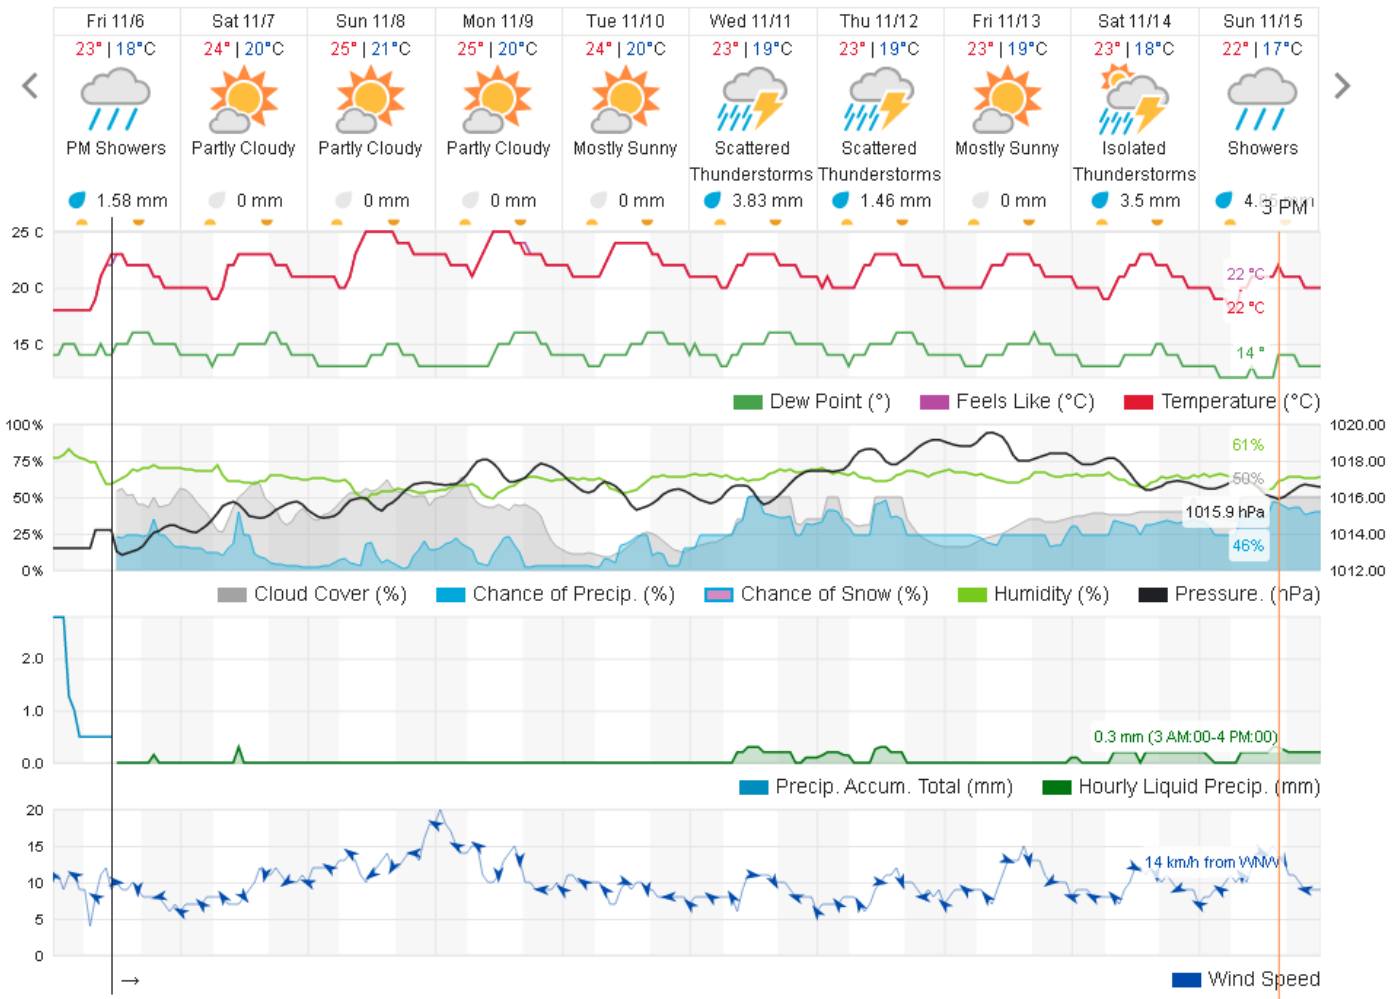 Fri 11/6 Sat 11/7 Sun 11/8 Mon 11/9 Tue 11/10 Wed 11/11 Thu 11/12 Fri 11/13 Sat 11/14 Sun 11/15
23° | 18°C 24° | 20°C 25° | 21°C 25° | 20°C 24° | 20°C 23° | 19°C 23° | 19°C 23° | 19°C 23° | 18°C 22° | 17°C
PM Showers Partly Cloudy Partly Cloudy Partly Cloudy Mostly Sunny Scattered Scattered Mostly Sunny Isolated Showers
Thunderstorms Thunderstorms Thunderstorms
1.58 mm 0 mm 0 mm 0 mm 0 mm 3.83 mm 1.46 mm 0 mm 3.5 mm
3 PM
25 C
22 °C
20 C
22 °C
15 C 14 °
Dew Point (°) Feels Like (°C) Temperature (°C)
100% 1020.00
61%
75% 1018.00
50%
50% 1016.00
1015.9 hPa
25% 1014.00
46%
0% 1012.00
Cloud Cover (%) Chance of Precip. (%) Chance of Snow (%) Humidity (%) Pressure. (hPa)
2.0
1.0
0.3 mm (3 AM:00-4 PM:00)
0.0
Precip. Accum. Total (mm) Hourly Liquid Precip. (mm)
20
15
14 km/h from WNW
10
5
0
→
Wind Speed